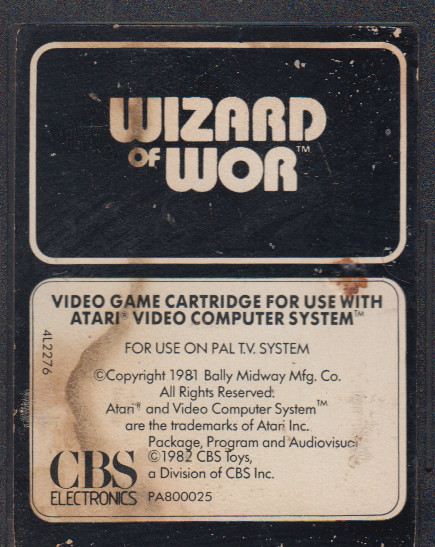 WIZARD
OF WOR™
VIDEO GAME CARTRIDGE FOR USE WITH
ATARI® VIDEO COMPUTER SYSTEM™
FOR USE ON PAL T.V. SYSTEM
4L2276
©Copyright 1981 Bally Midway Mfg. Co.
All Rights Reserved.
Atari® and Video Computer System™
are the trademarks of Atari Inc.
Package, Program and Audiovisual
©1982 CBS Toys,
a Division of CBS Inc.
CBS
ELECTRONICS PA800025